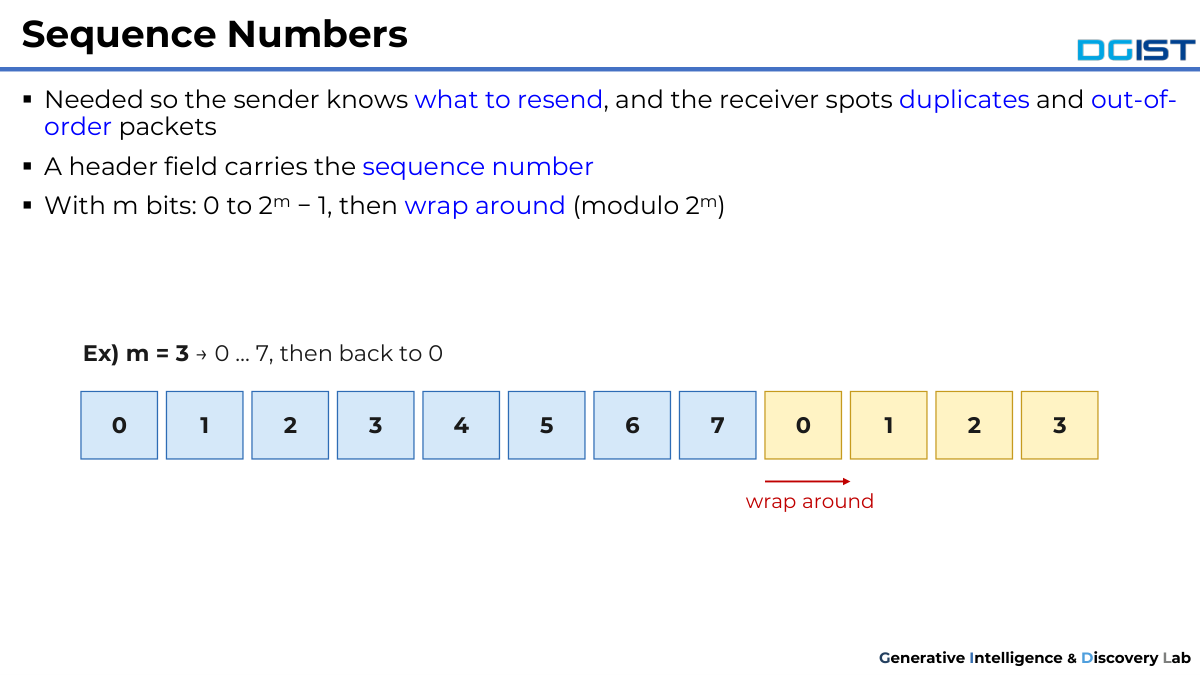 Sequence Numbers
DGIST
▪ Needed so the sender knows what to resend, and the receiver spots duplicates and out-of-
order packets
▪ A header field carries the sequence number
▪ With m bits: 0 to 2ᵐ − 1, then wrap around (modulo 2ᵐ)
Ex) m = 3 → 0 ... 7, then back to 0
0 1 2 3 4 5 6 7 0 1 2 3
wrap around
Generative Intelligence & Discovery Lab